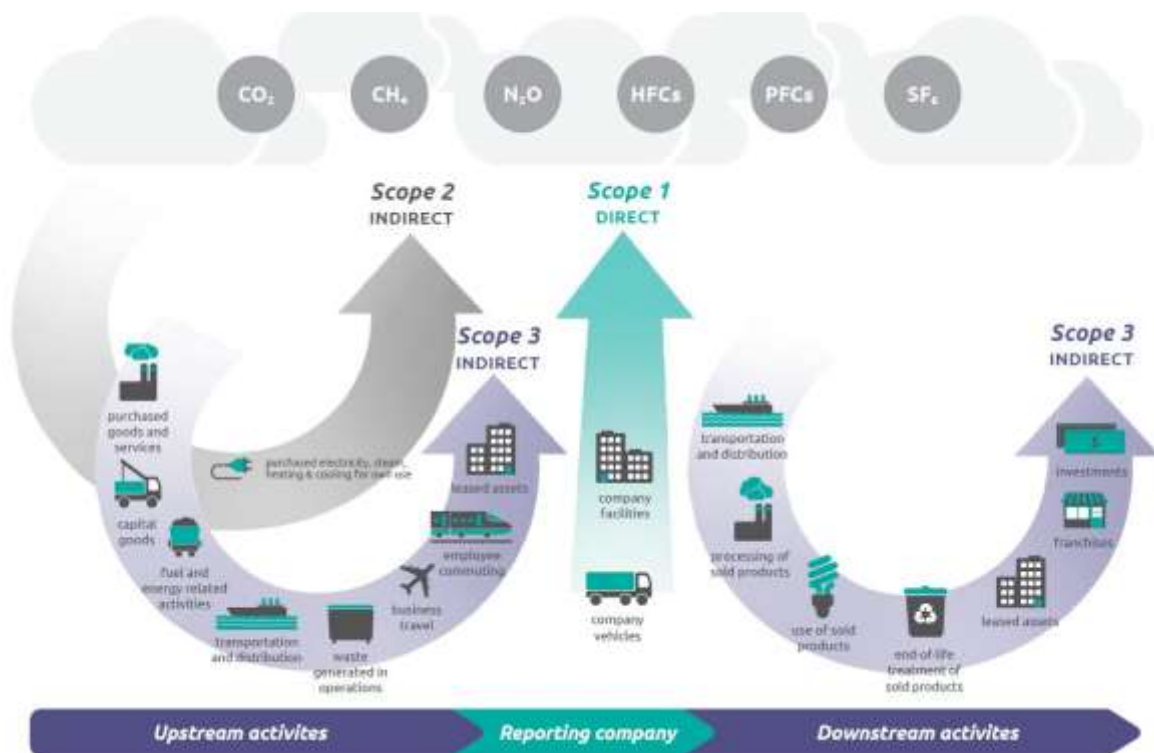 CO₂
CH₄
N₂O
HFCs
PFCs
SF₆
Scope 2
INDIRECT
Scope 1
DIRECT
Scope 3
INDIRECT
Scope 3
INDIRECT
purchased
goods and
services
capital
goods
fuel and
energy related
activities
purchased electricity, steam,
heating & cooling for own use
transportation
and distribution
waste
generated in
operations
business
travel
employee
commuting
leased assets
company
facilities
company
vehicles
transportation
and distribution
processing of
sold products
use of sold
products
end-of-life
treatment of
sold products
leased assets
franchises
investments
$
Upstream activites
Reporting company
Downstream activites